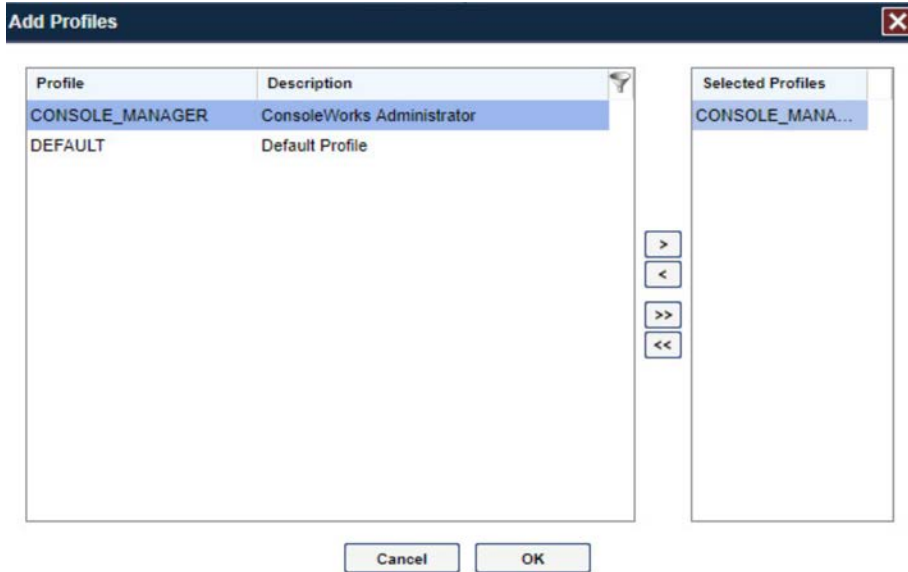 Add Profiles
Profile Description Selected Profiles
CONSOLE_MANAGER ConsoleWorks Administrator CONSOLE_MANA...
DEFAULT Default Profile
>
<
>>
<<
Cancel OK